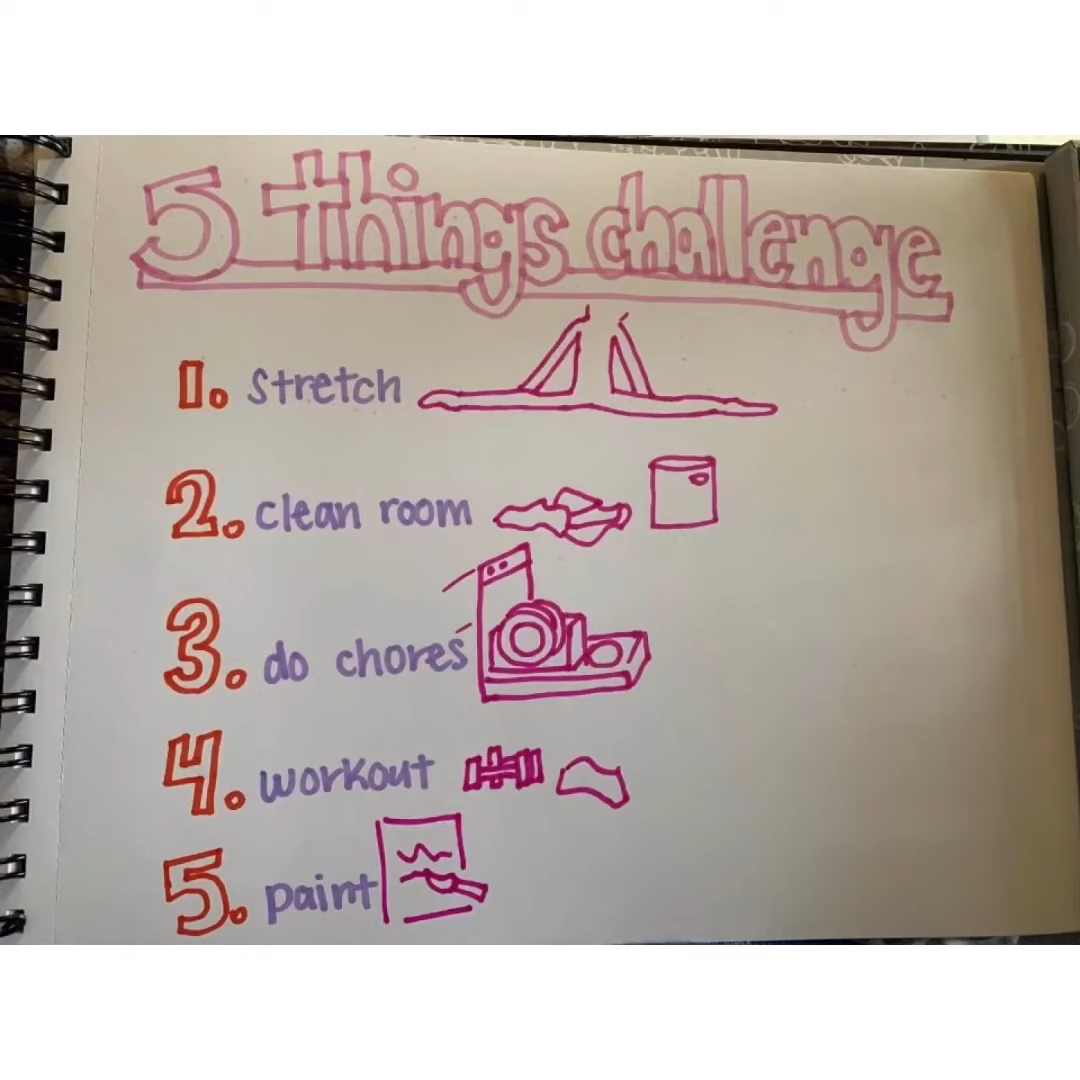 5 things challenge
1. stretch
2. clean room
3. do chores
4. workout
5. paint